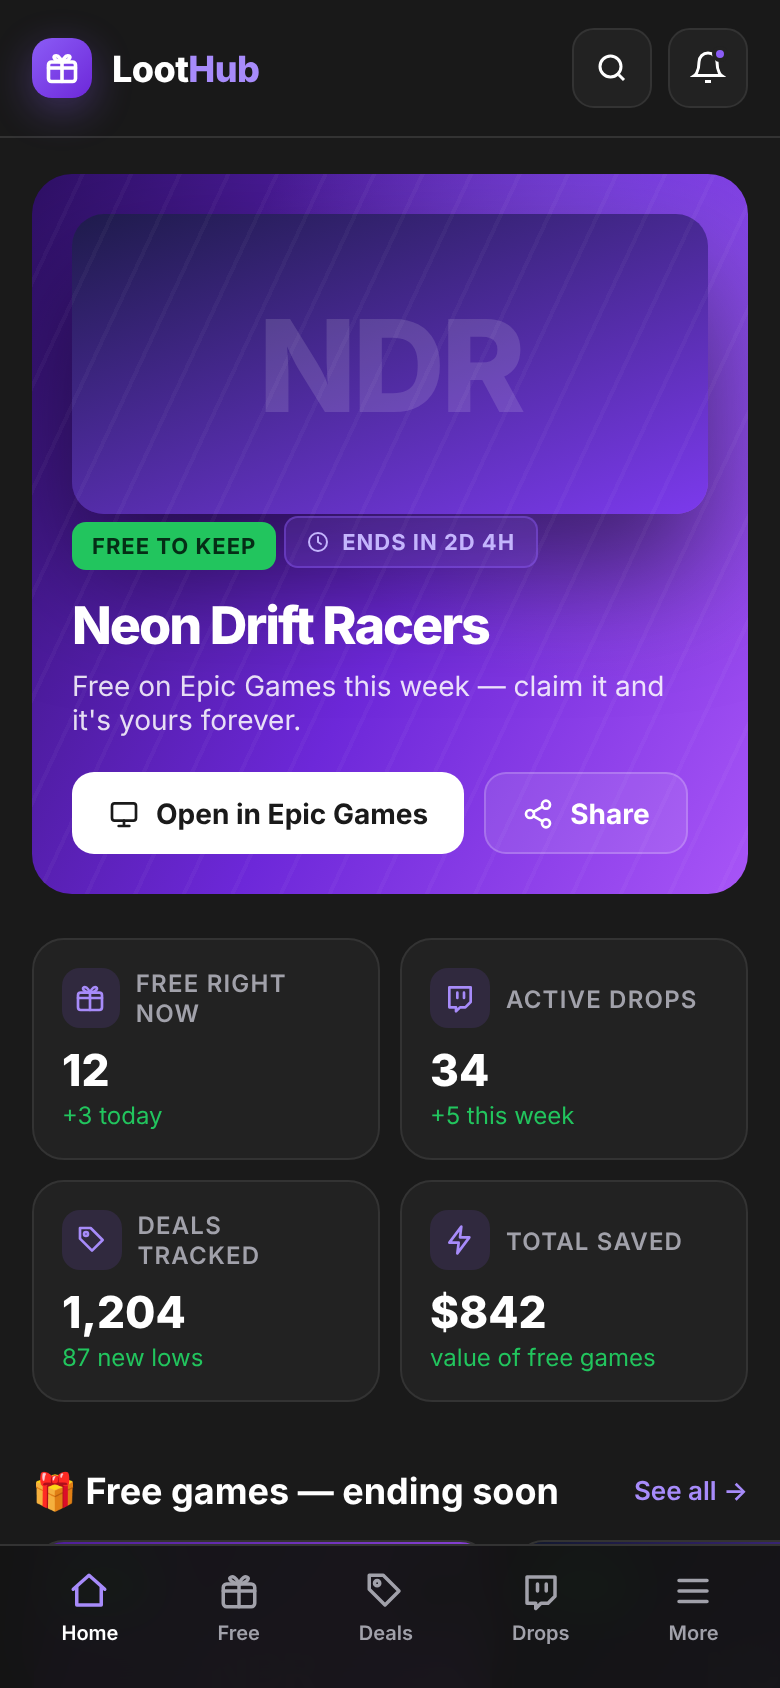 LootHub
NDR
FREE TO KEEP
ENDS IN 2D 4H
Neon Drift Racers
Free on Epic Games this week — claim it and
it's yours forever.
Open in Epic Games
Share
FREE RIGHT
NOW
12
+3 today
ACTIVE DROPS
34
+5 this week
DEALS
TRACKED
1,204
87 new lows
TOTAL SAVED
$842
value of free games
🎁 Free games — ending soon
See all →
Home
Free
Deals
Drops
More